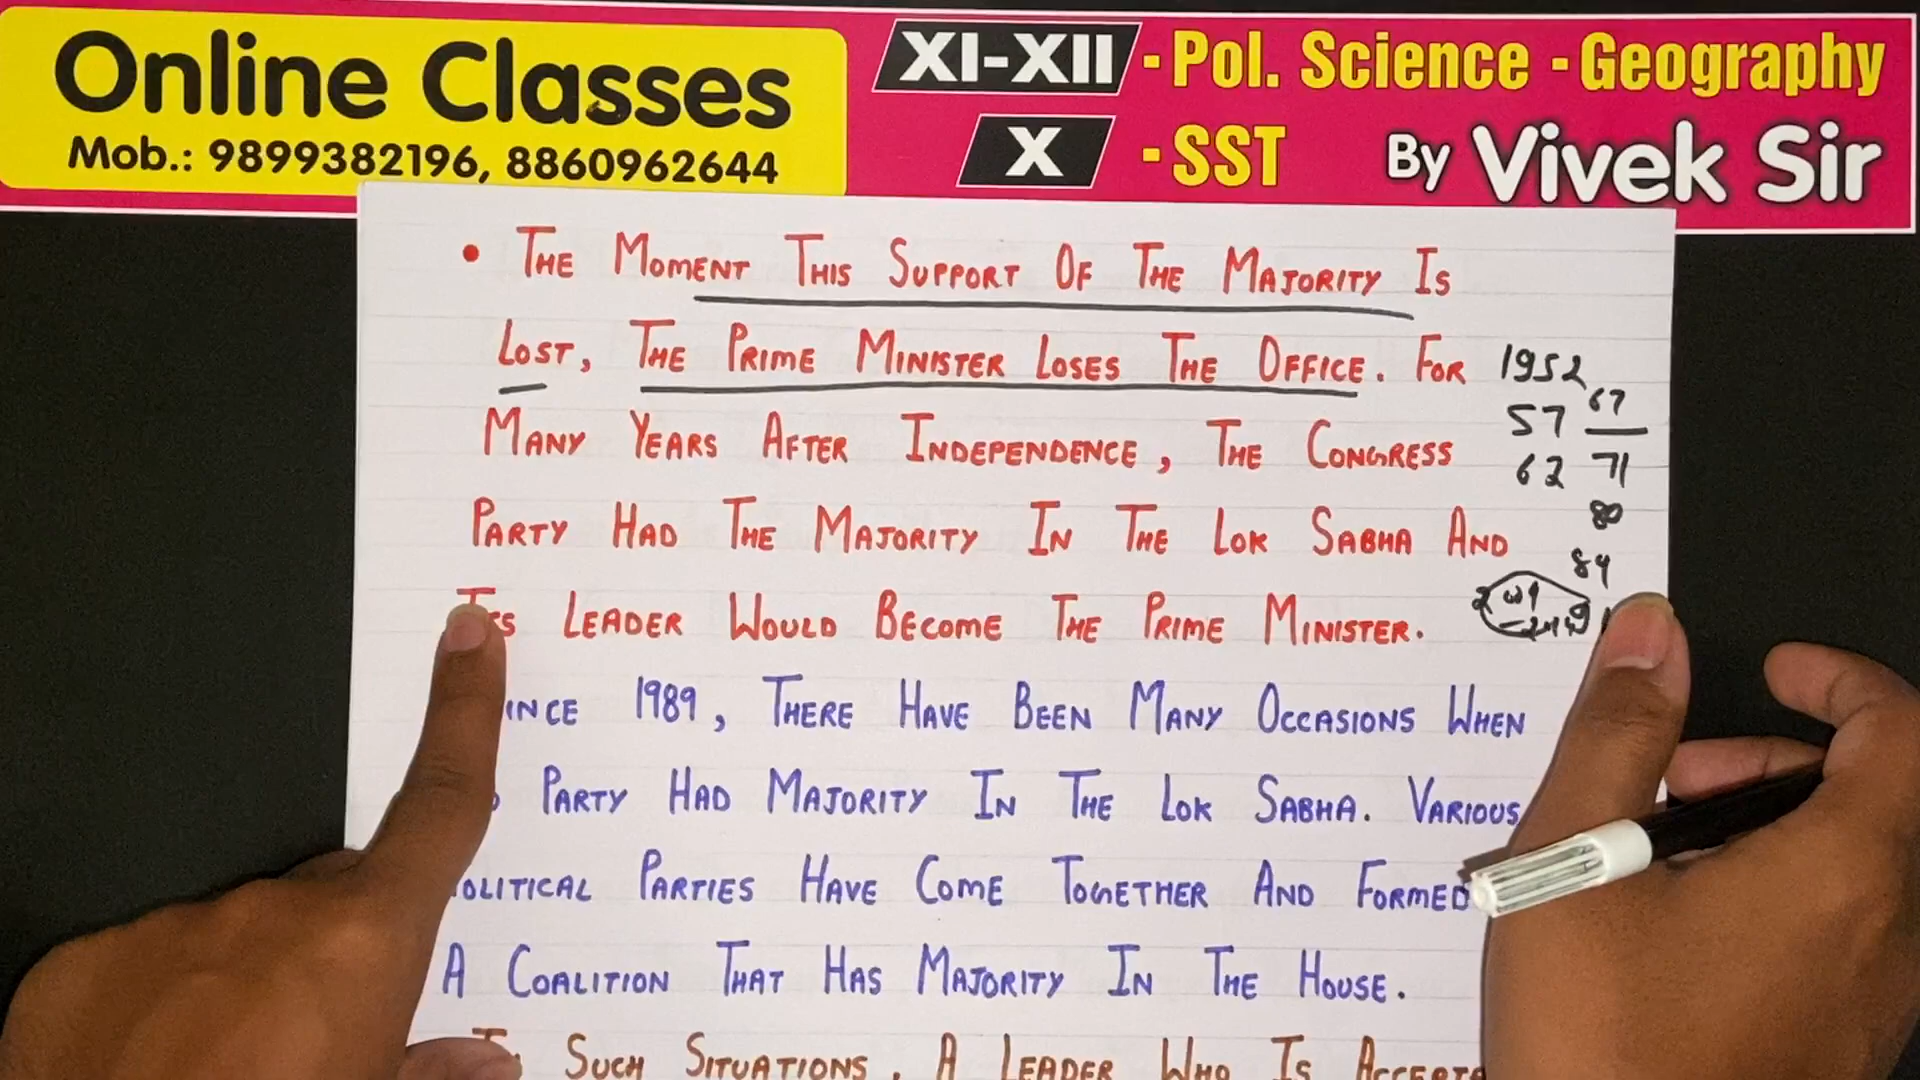 Online Classes
Mob.: 9899382196, 8860962644
XI-XII - Pol. Science - Geography
X - SST By Vivek Sir
• THE MOMENT THIS SUPPORT OF THE MAJORITY IS
LOST, THE PRIME MINISTER LOSES THE OFFICE. FOR
MANY YEARS AFTER INDEPENDENCE, THE CONGRESS
PARTY HAD THE MAJORITY IN THE LOK SABHA AND
ITS LEADER WOULD BECOME THE PRIME MINISTER.
INCE 1989, THERE HAVE BEEN MANY OCCASIONS WHEN
PARTY HAD MAJORITY IN THE LOK SABHA. VARIOUS
OLITICAL PARTIES HAVE COME TOGETHER AND FORMED
A COALITION THAT HAS MAJORITY IN THE HOUSE.
SUCH SITUATIONS, A LEADER WHO IS
1952
57 67
62 71
80
84